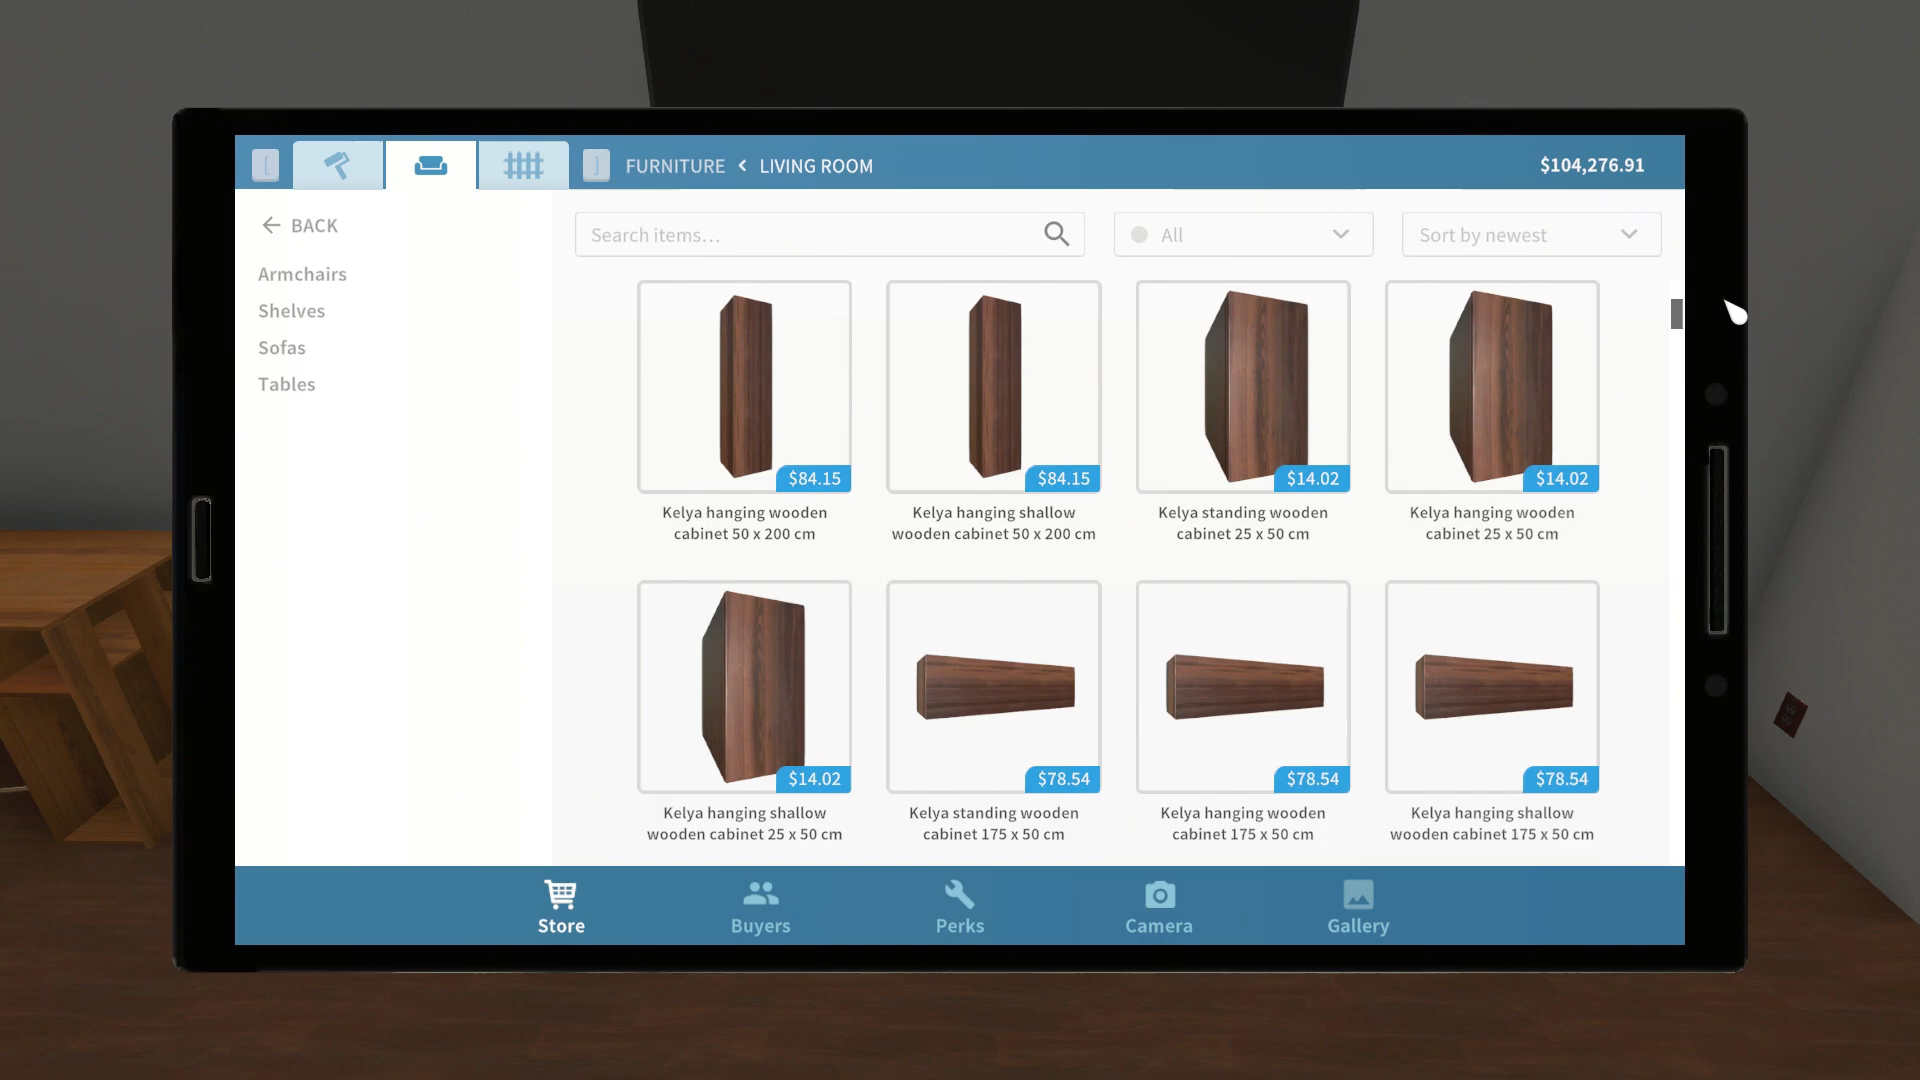 [
]
FURNITURE < LIVING ROOM
$104,276.91
BACK
Armchairs
Shelves
Sofas
Tables
Search items...
All
Sort by newest
$84.15
$84.15
$14.02
$14.02
Kelya hanging wooden
cabinet 50 x 200 cm
Kelya hanging shallow
wooden cabinet 50 x 200 cm
Kelya standing wooden
cabinet 25 x 50 cm
Kelya hanging wooden
cabinet 25 x 50 cm
$14.02
$78.54
$78.54
$78.54
Kelya hanging shallow
wooden cabinet 25 x 50 cm
Kelya standing wooden
cabinet 175 x 50 cm
Kelya hanging wooden
cabinet 175 x 50 cm
Kelya hanging shallow
wooden cabinet 175 x 50 cm
Store
Buyers
Perks
Camera
Gallery